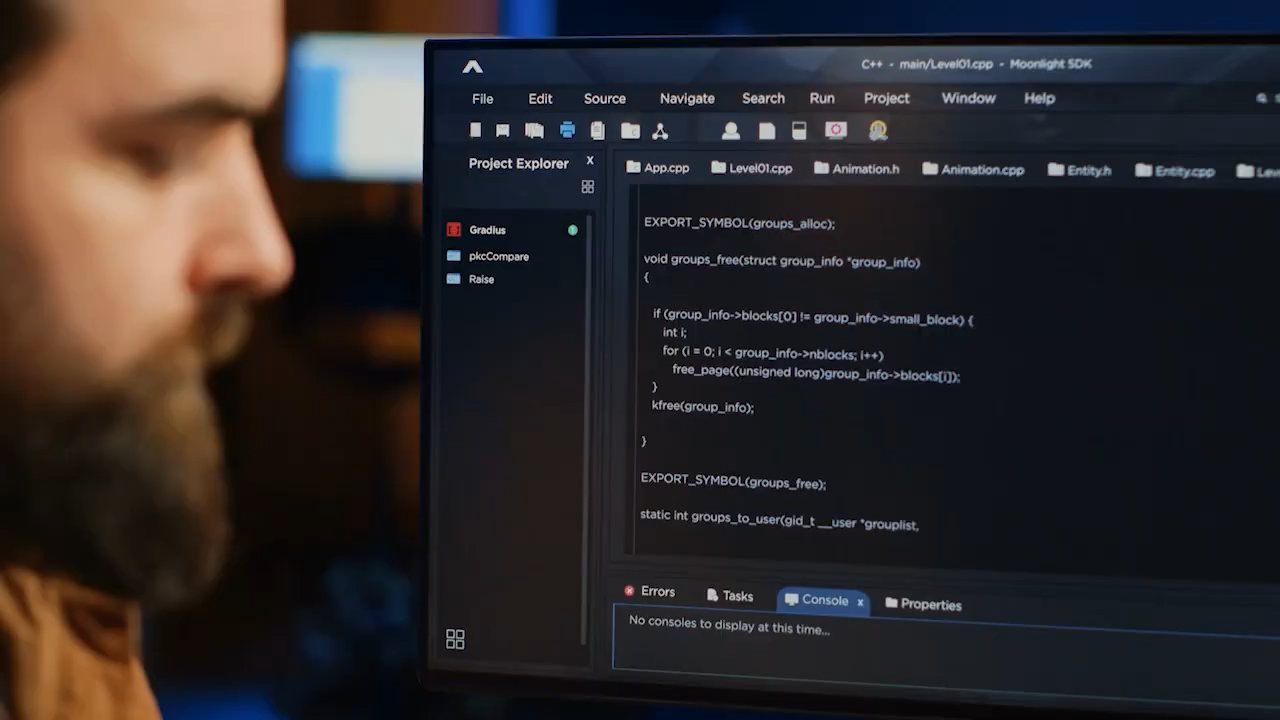 C++ - main/Level01.cpp - Moonlight SDK
File Edit Source Navigate Search Run Project Window Help
Project Explorer X
App.cpp Level01.cpp Animation.h Animation.cpp Entity.h Entity.cpp
Gradius
pkcCompare
Raise
EXPORT_SYMBOL(groups_alloc);
void groups_free(struct group_info *group_info)
{
if (group_info->blocks[0] != group_info->small_block) {
int i;
for (i = 0; i < group_info->nblocks; i++)
free_page((unsigned long)group_info->blocks[i]);
}
kfree(group_info);
}
EXPORT_SYMBOL(groups_free);
static int groups_to_user(gid_t __user *grouplist,
Errors Tasks Console x Properties
No consoles to display at this time...